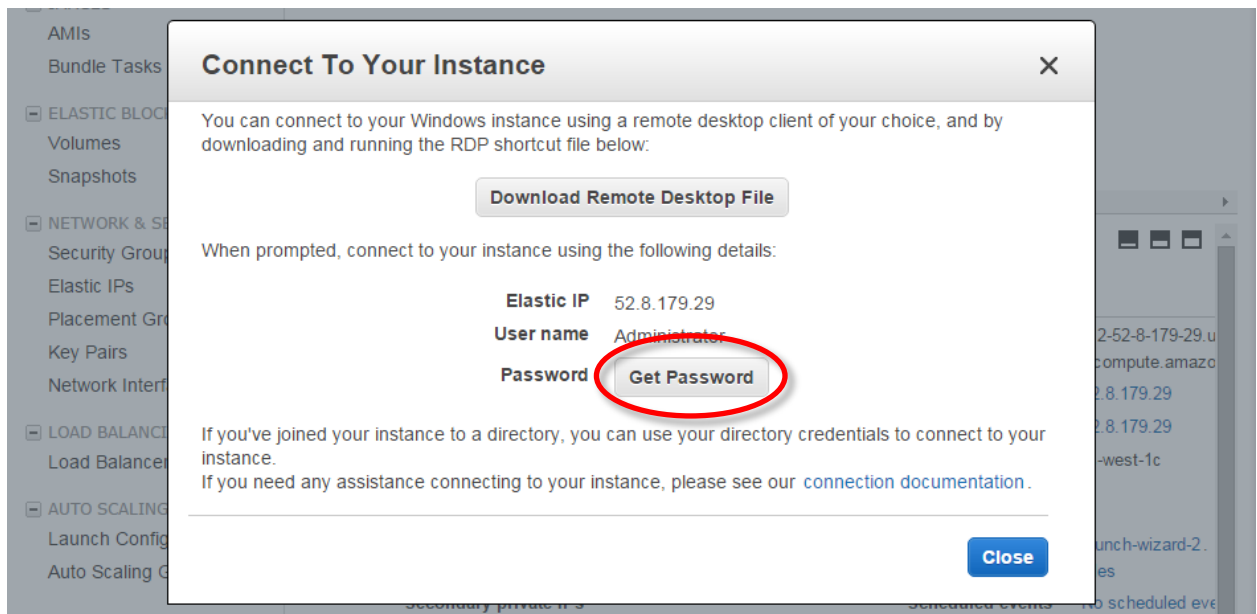 AMIs
Bundle Tasks
ELASTIC BLOC
Volumes
Snapshots
NETWORK & SE
Security Group
Elastic IPs
Placement Gro
Key Pairs
Network Interf
LOAD BALANCI
Load Balancer
AUTO SCALING
Launch Config
Auto Scaling G
Connect To Your Instance
You can connect to your Windows instance using a remote desktop client of your choice, and by
downloading and running the RDP shortcut file below:
Download Remote Desktop File
When prompted, connect to your instance using the following details:
Elastic IP 52.8.179.29
User name Administrator
Password Get Password
If you've joined your instance to a directory, you can use your directory credentials to connect to your
instance.
If you need any assistance connecting to your instance, please see our connection documentation.
Close
2-52-8-179-29.u
compute.amazo
2.8.179.29
2.8.179.29
-west-1c
unch-wizard-2.
es
Secondary private IPs Scheduled events No scheduled eve